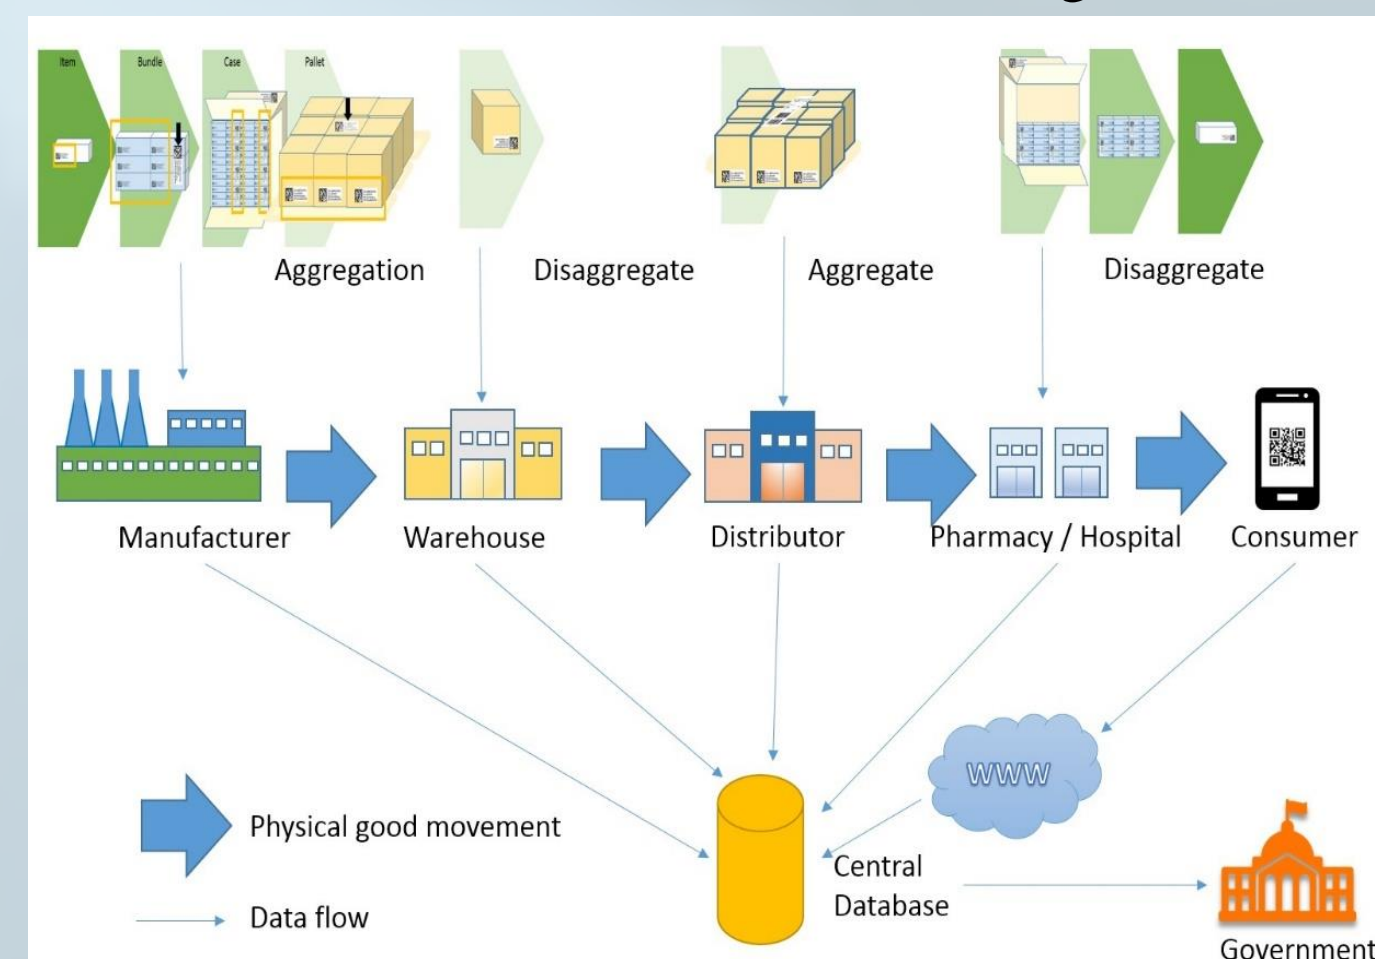 Item
Bundle
Case
Pallet
Aggregation
Disaggregate
Aggregate
Disaggregate
Manufacturer
Warehouse
Distributor
Pharmacy / Hospital
Consumer
WWW
Physical good movement
Data flow
Central
Database
Government